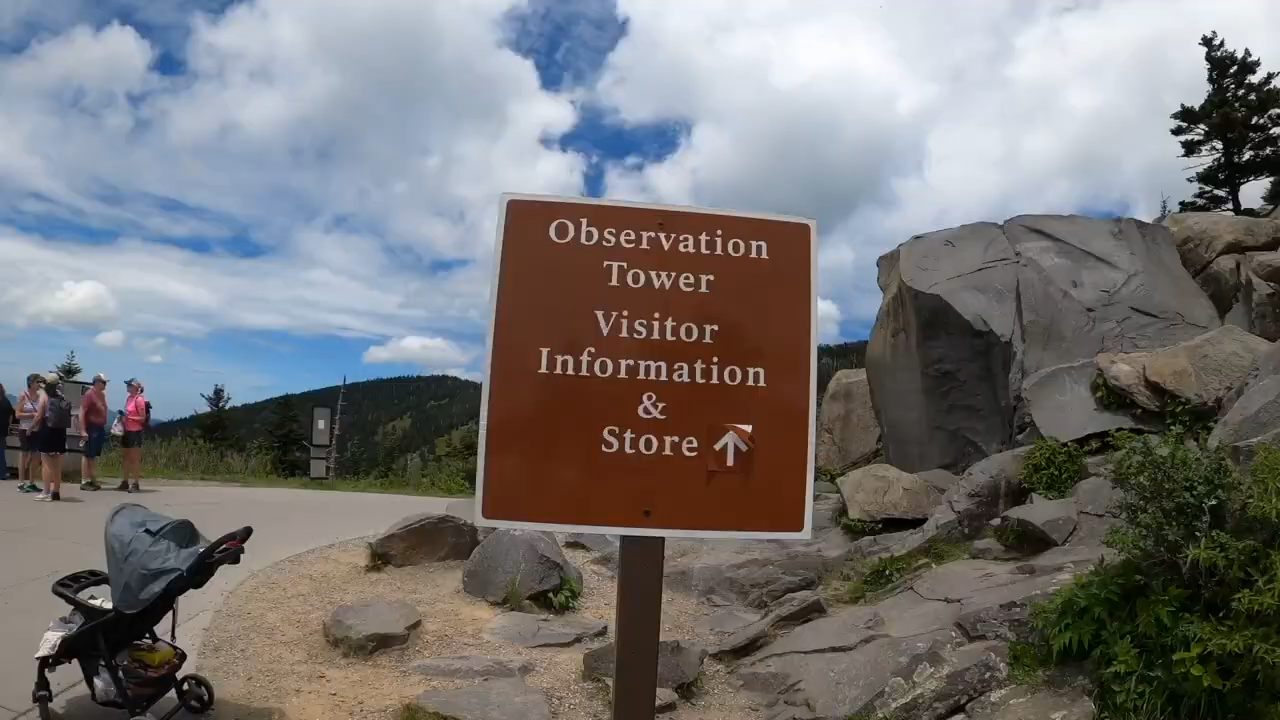 Observation
Tower
Visitor
Information
&
Store ↑